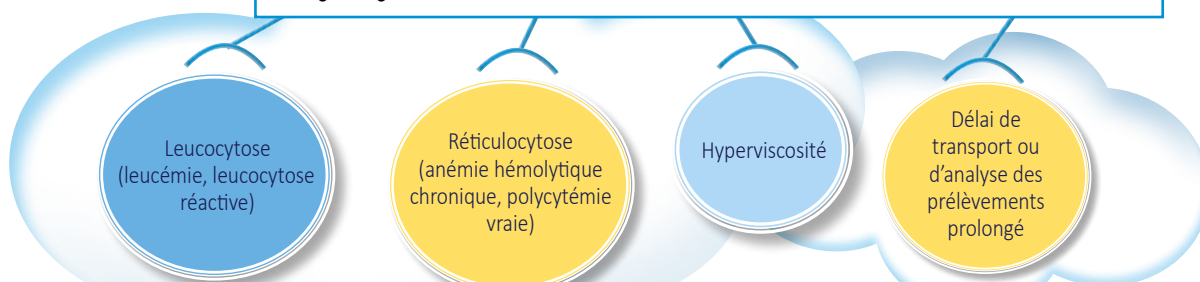 Leucocytose
(leucémie, leucocytose
réactive)
Réticulocytose
(anémie hémolytique
chronique, polycytémie
vraie)
Hyperviscosité
Délai de
transport ou
d’analyse des
prélèvements
prolongé